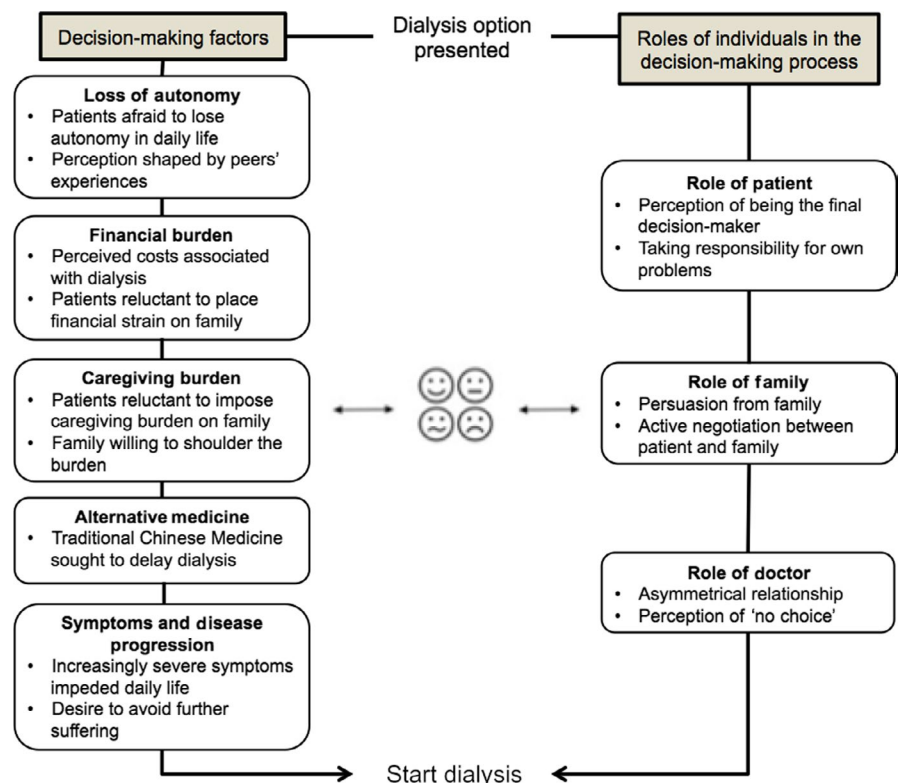 Decision-making factors
Dialysis option
presented
Roles of individuals in the
decision-making process
Loss of autonomy
• Patients afraid to lose
autonomy in daily life
• Perception shaped by peers'
experiences
Financial burden
• Perceived costs associated
with dialysis
• Patients reluctant to place
financial strain on family
Caregiving burden
• Patients reluctant to impose
caregiving burden on family
• Family willing to shoulder the
burden
Alternative medicine
• Traditional Chinese Medicine
sought to delay dialysis
Symptoms and disease
progression
• Increasingly severe symptoms
impeded daily life
• Desire to avoid further
suffering
Role of patient
• Perception of being the final
decision-maker
• Taking responsibility for own
problems
Role of family
• Persuasion from family
• Active negotiation between
patient and family
Role of doctor
• Asymmetrical relationship
• Perception of 'no choice'
Start dialysis